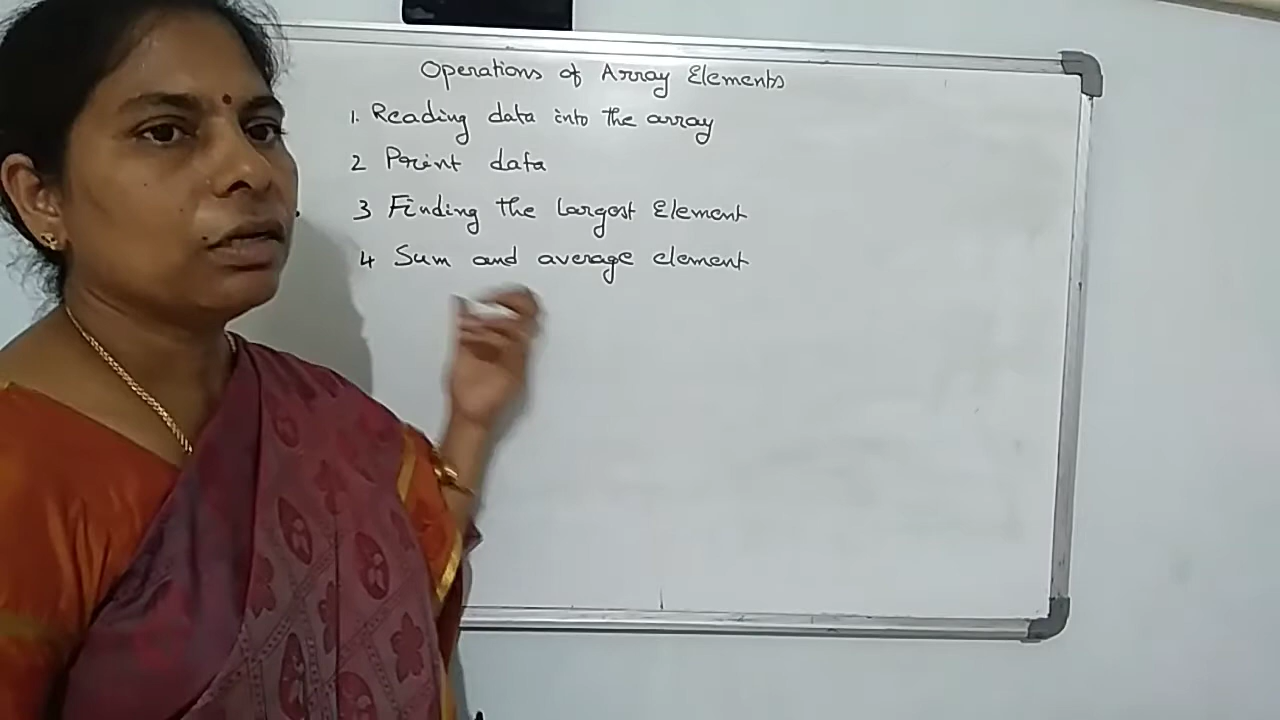 Operations of Array Elements
1. Reading data into the array
2 Print data
3 Finding the largest Element
4 Sum and average element